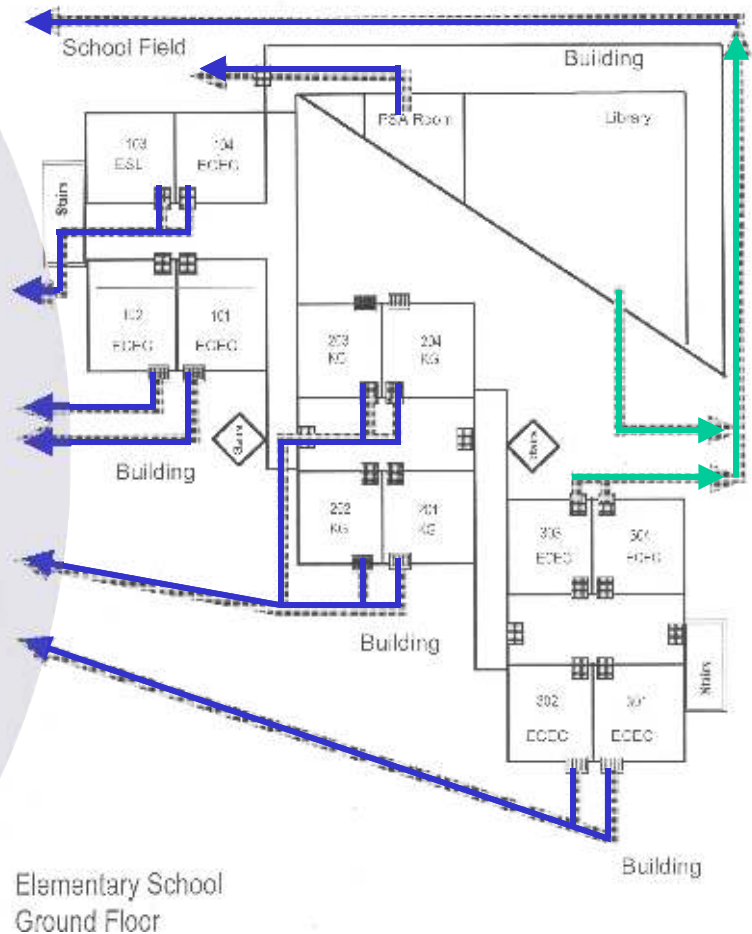 School Field
Building
PSA Room
Library
103
ESL
104
ECEC
Stairs
102
ECEC
101
ECEC
203
KG
204
KG
Stairs
Building
Stairs
202
KG
201
KG
303
ECEC
304
ECEC
Building
Stairs
302
ECEC
301
ECEC
Building
Elementary School
Ground Floor